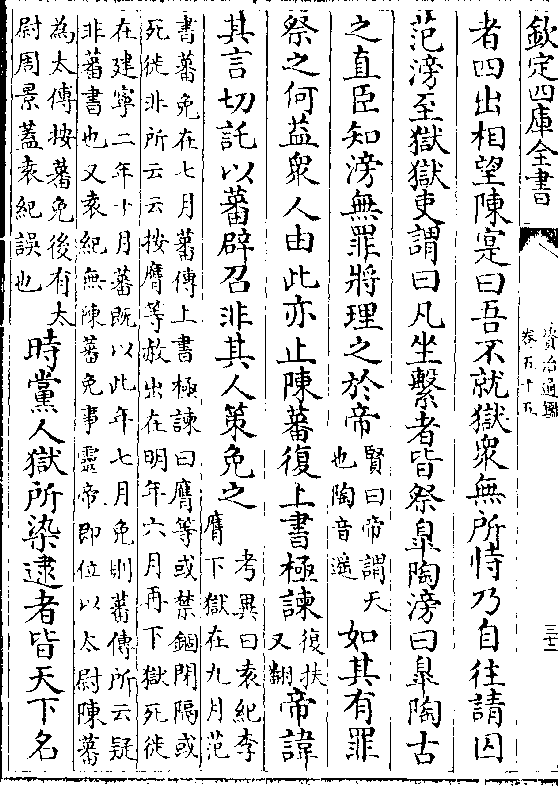 欽定四庫全書
資治通鑑
卷五十五
三十二
者四出相望陳寔曰吾不就獄衆無所恃乃自往請囚
范滂至獄獄吏謂曰凡坐繫者皆祭皐陶滂曰皐陶古
之直臣知滂無罪將理之於帝賢曰帝謂天
也陶音遥如其有罪
祭之何益衆人由此亦止陳蕃復上書極諫復扶
又翻帝諱
其言切託以蕃辟召非其人策免之考異曰袁紀李
膺下獄在九月范
書蕃免在七月蕃傳上書極諫曰膺等或禁錮閉隔或
死徙非所云云按膺等赦出在明年六月再下獄死徙
在建寧二年十月蕃既以此年七月免則蕃傳所云疑
非蕃書也又袁紀無陳蕃免事靈帝即位以太尉陳蕃
為太傅按蕃免後有太
尉周景蓋袁紀誤也時黨人獄所染逮者皆天下名